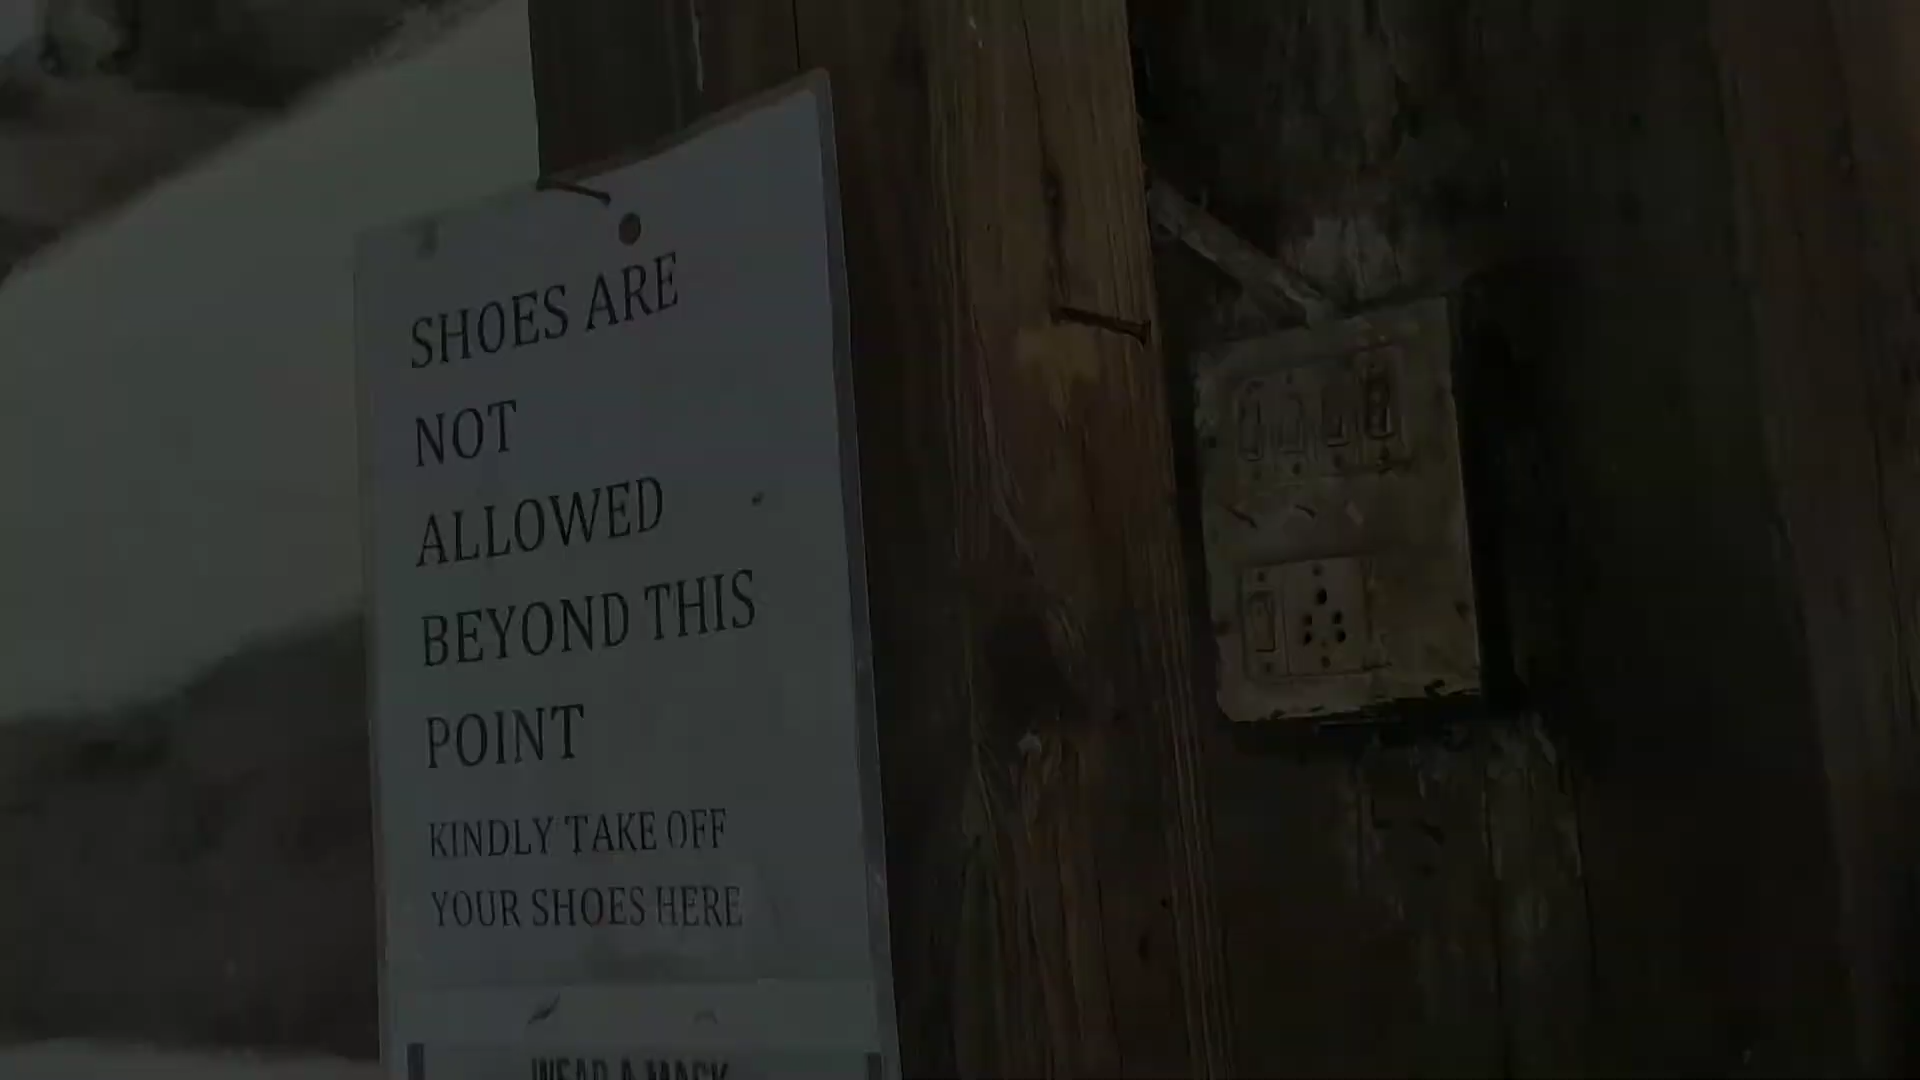 SHOES ARE
NOT
ALLOWED
BEYOND THIS
POINT
KINDLY TAKE OFF
YOUR SHOES HERE
WEAR A MASK